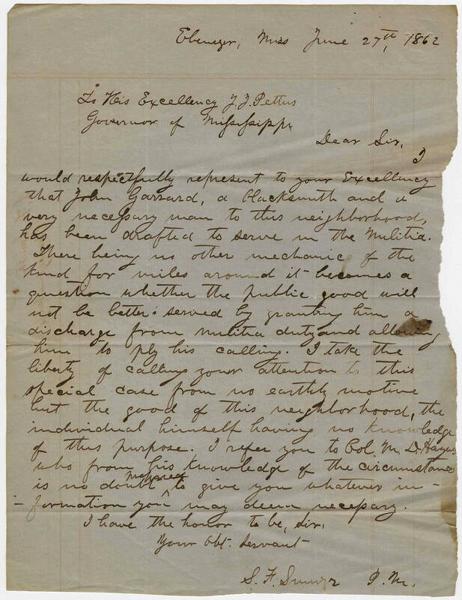 Ebenezer, Miss June 27th, 1862
To His Excellency J. J. Pettus
Governor of Mississippi
Dear Sir,
I
would respectfully represent to your Excellency
that John Garrard, a blacksmith and a
very necessary man to this neighborhood,
has been drafted to serve in the Militia.
There being no other mechanic of the
kind for miles around it becomes a
question whether the public good will
not be better served by granting him a
discharge from militia duty and allow
him to ply his calling. I take the
liberty of calling your attention to this
special case from no earthly motive
but the good of this neighborhood, the
individual himself having no knowledge
of this purpose. I refer you to Col. M. D.
who from his knowledge of the circumstance
is no doubt prepared to give you whatever in-
formation you may deem necessary.
I have the honor to be, Sir.
Your Obt. Servant
S. F. P. M.